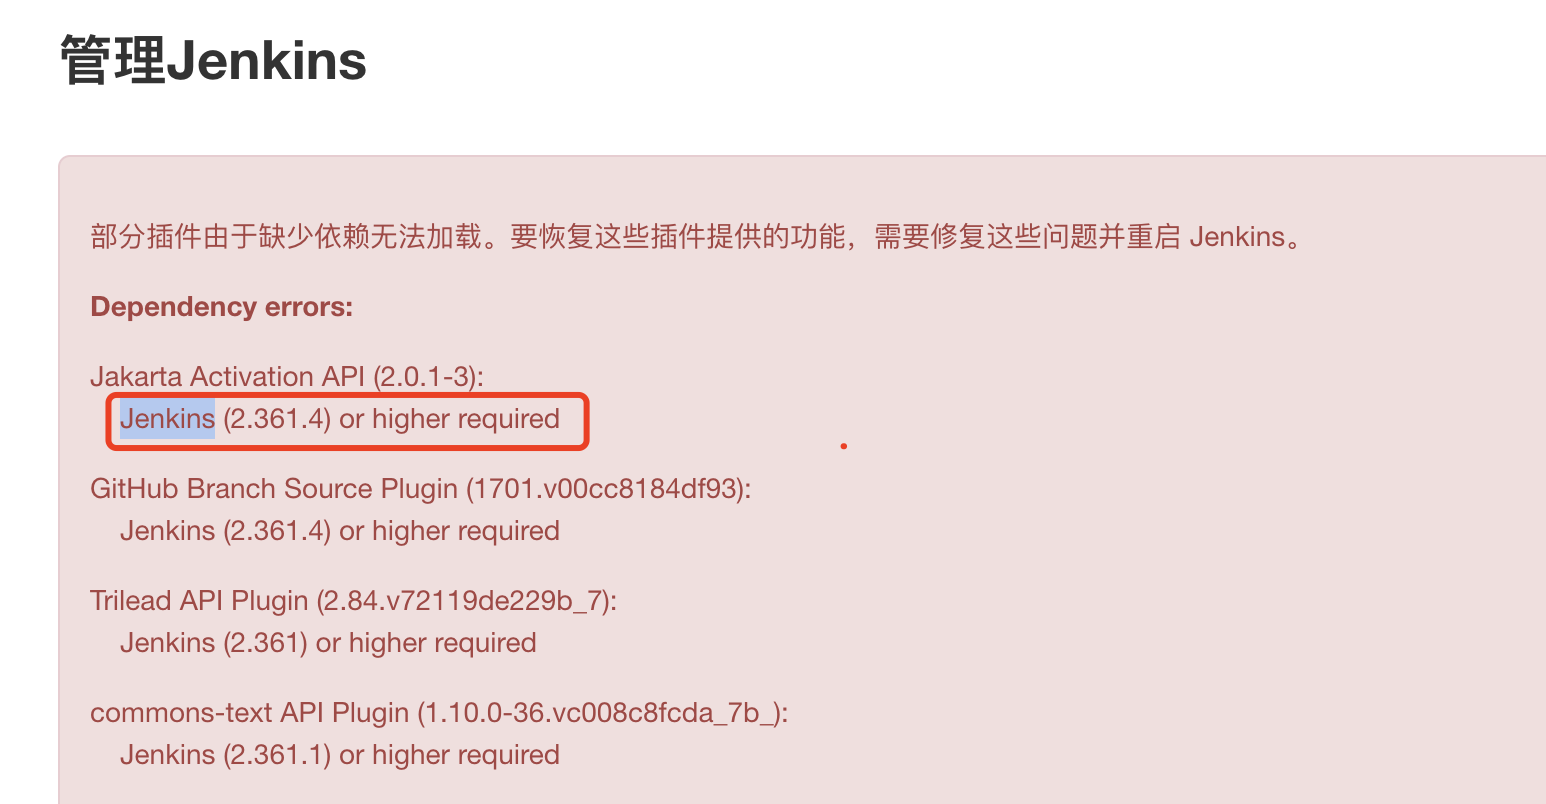 管理Jenkins
部分插件由于缺少依赖无法加载。要恢复这些插件提供的功能，需要修复这些问题并重启 Jenkins。
Dependency errors:
Jakarta Activation API (2.0.1-3):
Jenkins (2.361.4) or higher required
GitHub Branch Source Plugin (1701.v00cc8184df93):
Jenkins (2.361.4) or higher required
Trilead API Plugin (2.84.v72119de229b_7):
Jenkins (2.361) or higher required
commons-text API Plugin (1.10.0-36.vc008c8fcda_7b_):
Jenkins (2.361.1) or higher required